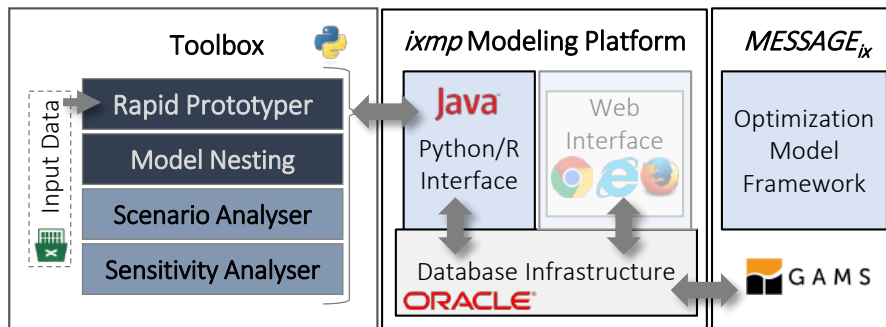 Toolbox
Input Data
Rapid Prototyper
Model Nesting
Scenario Analyser
Sensitivity Analyser
ixmp Modeling Platform
Java
Python/R
Interface
Web
Interface
Database Infrastructure
ORACLE
MESSAGEix
Optimization
Model
Framework
GAMS